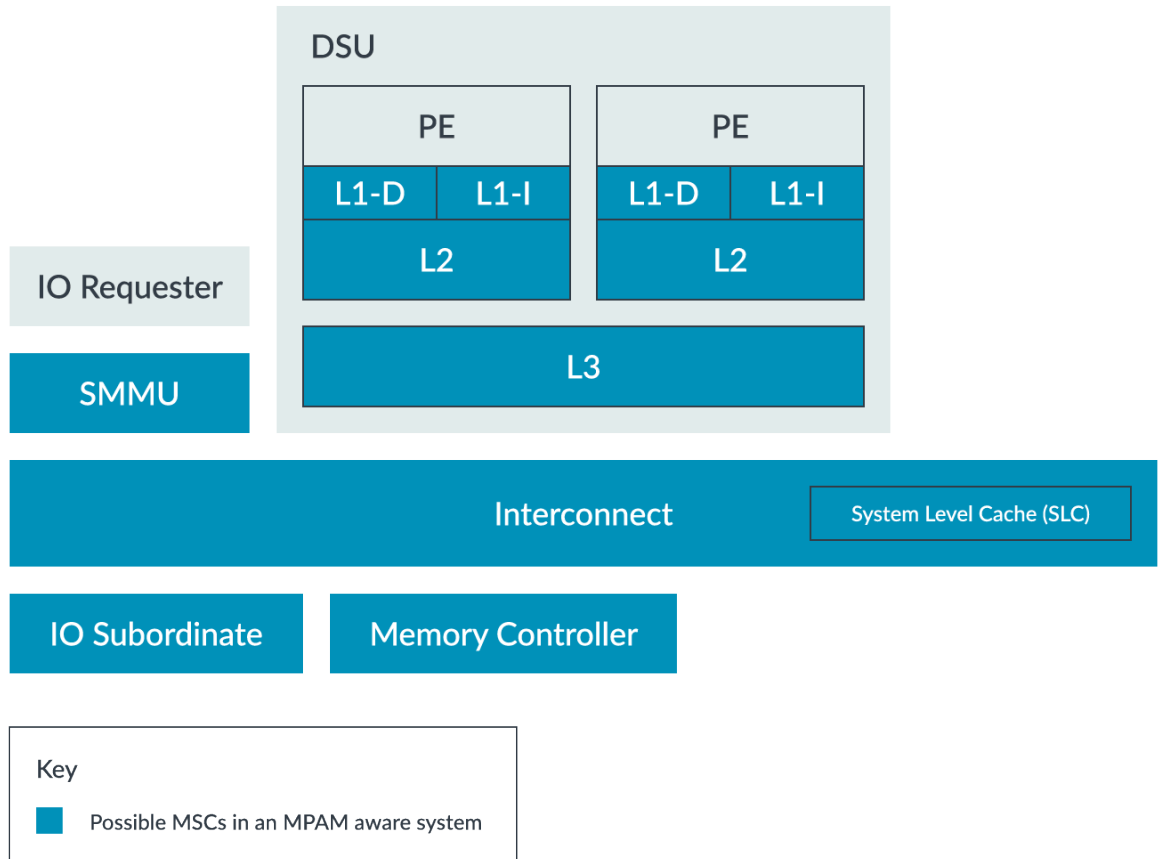 DSU
PE
PE
L1-D
L1-I
L1-D
L1-I
L2
L2
IO Requester
L3
SMMU
Interconnect
System Level Cache (SLC)
IO Subordinate
Memory Controller
Key
Possible MSCs in an MPAM aware system